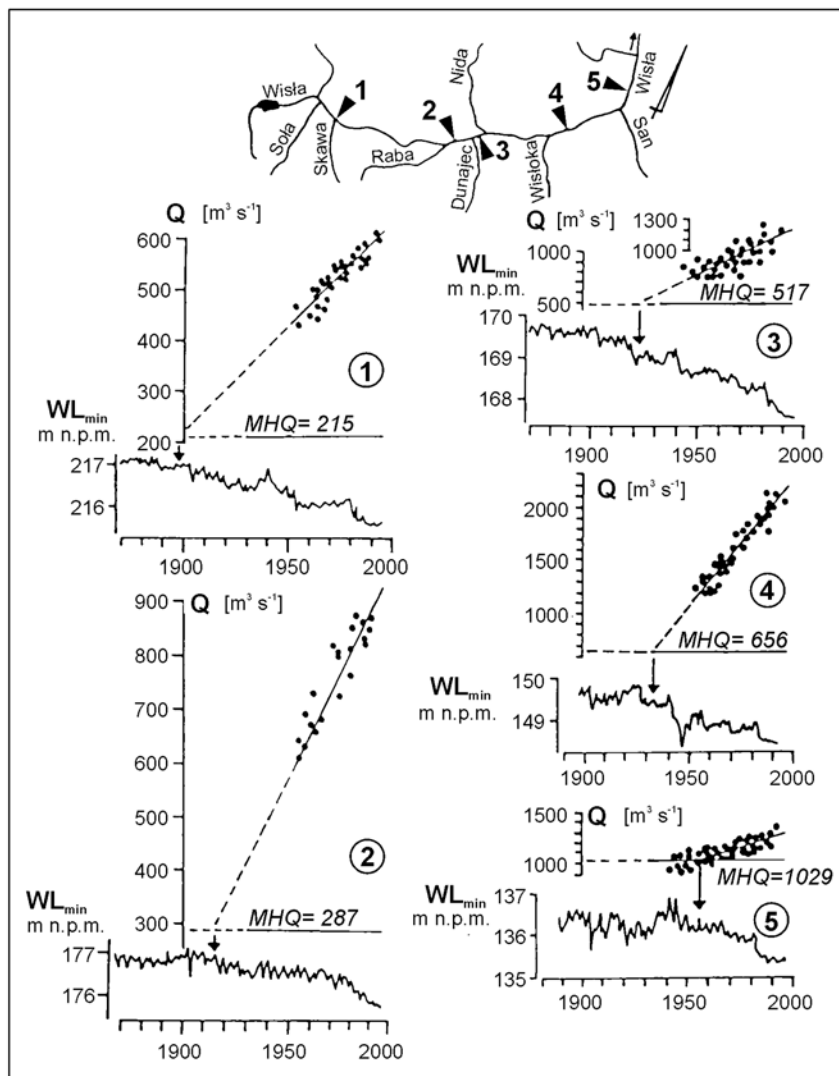 Wisła
1
Soła
Skawa
Raba
2
Nida
Dunajec
3
Wisłoka
4
5
Wisła
San
Q [m³ s⁻¹]
600
500
400
300
200
MHQ= 215
1
WLmin
m n.p.m.
217
216
1900 1950 2000
Q [m³ s⁻¹]
900
800
700
600
500
400
300
MHQ= 287
2
WLmin
m n.p.m.
177
176
1900 1950 2000
Q [m³ s⁻¹]
1300
1000
1000
500
MHQ= 517
WLmin
m n.p.m.
170
169
168
3
1900 1950 2000
Q [m³ s⁻¹]
2000
1500
1000
4
MHQ= 656
WLmin
m n.p.m.
150
149
1900 1950 2000
Q [m³ s⁻¹]
1500
1000
MHQ=1029
WLmin
m n.p.m.
137
136
135
5
1900 1950 2000